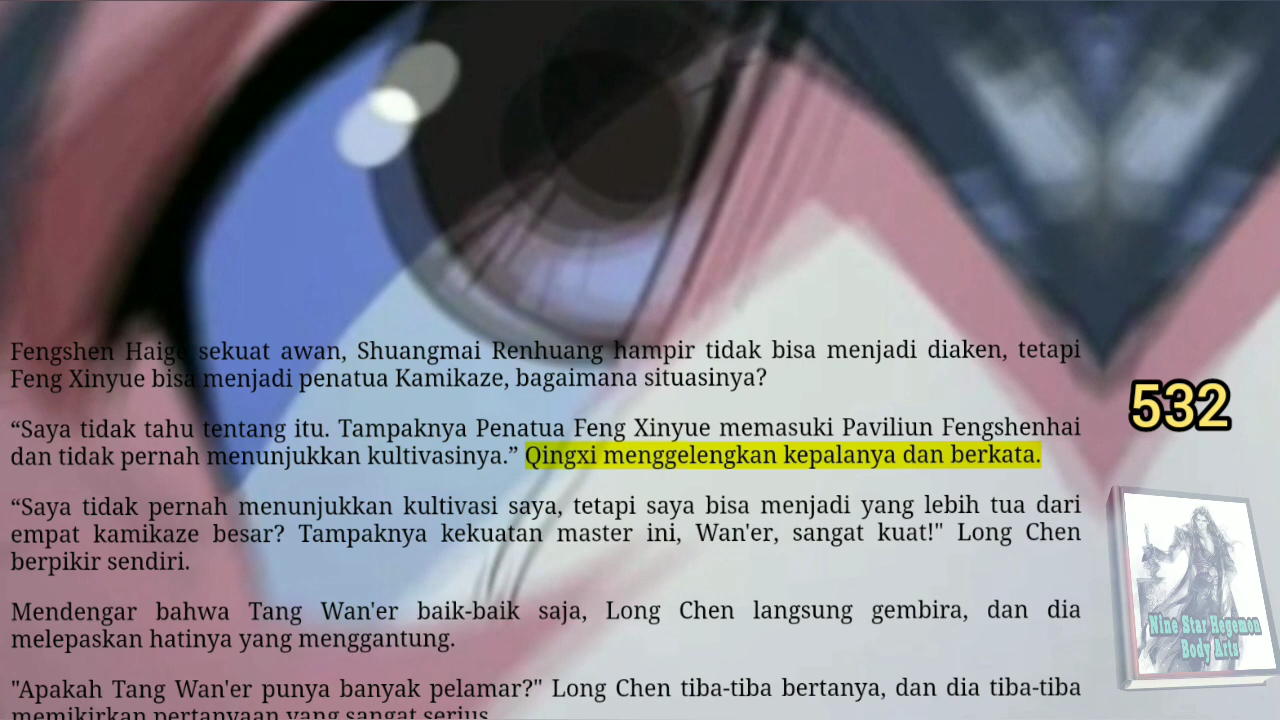 Fengshen Haige sekuat awan, Shuangmai Renhuang hampir tidak bisa menjadi diaken, tetapi
Feng Xinyue bisa menjadi penatua Kamikaze, bagaimana situasinya?
“Saya tidak tahu tentang itu. Tampaknya Penatua Feng Xinyue memasuki Paviliun Fengshenhai
dan tidak pernah menunjukkan kultivasinya.” Qingxi menggelengkan kepalanya dan berkata.
“Saya tidak pernah menunjukkan kultivasi saya, tetapi saya bisa menjadi yang lebih tua dari
empat kamikaze besar? Tampaknya kekuatan master ini, Wan'er, sangat kuat!" Long Chen
berpikir sendiri.
Mendengar bahwa Tang Wan'er baik-baik saja, Long Chen langsung gembira, dan dia
melepaskan hatinya yang menggantung.
"Apakah Tang Wan'er punya banyak pelamar?" Long Chen tiba-tiba bertanya, dan dia tiba-tiba
memikirkan pertanyaan yang sangat serius
532
Nine Star Hegemon
Body Arts